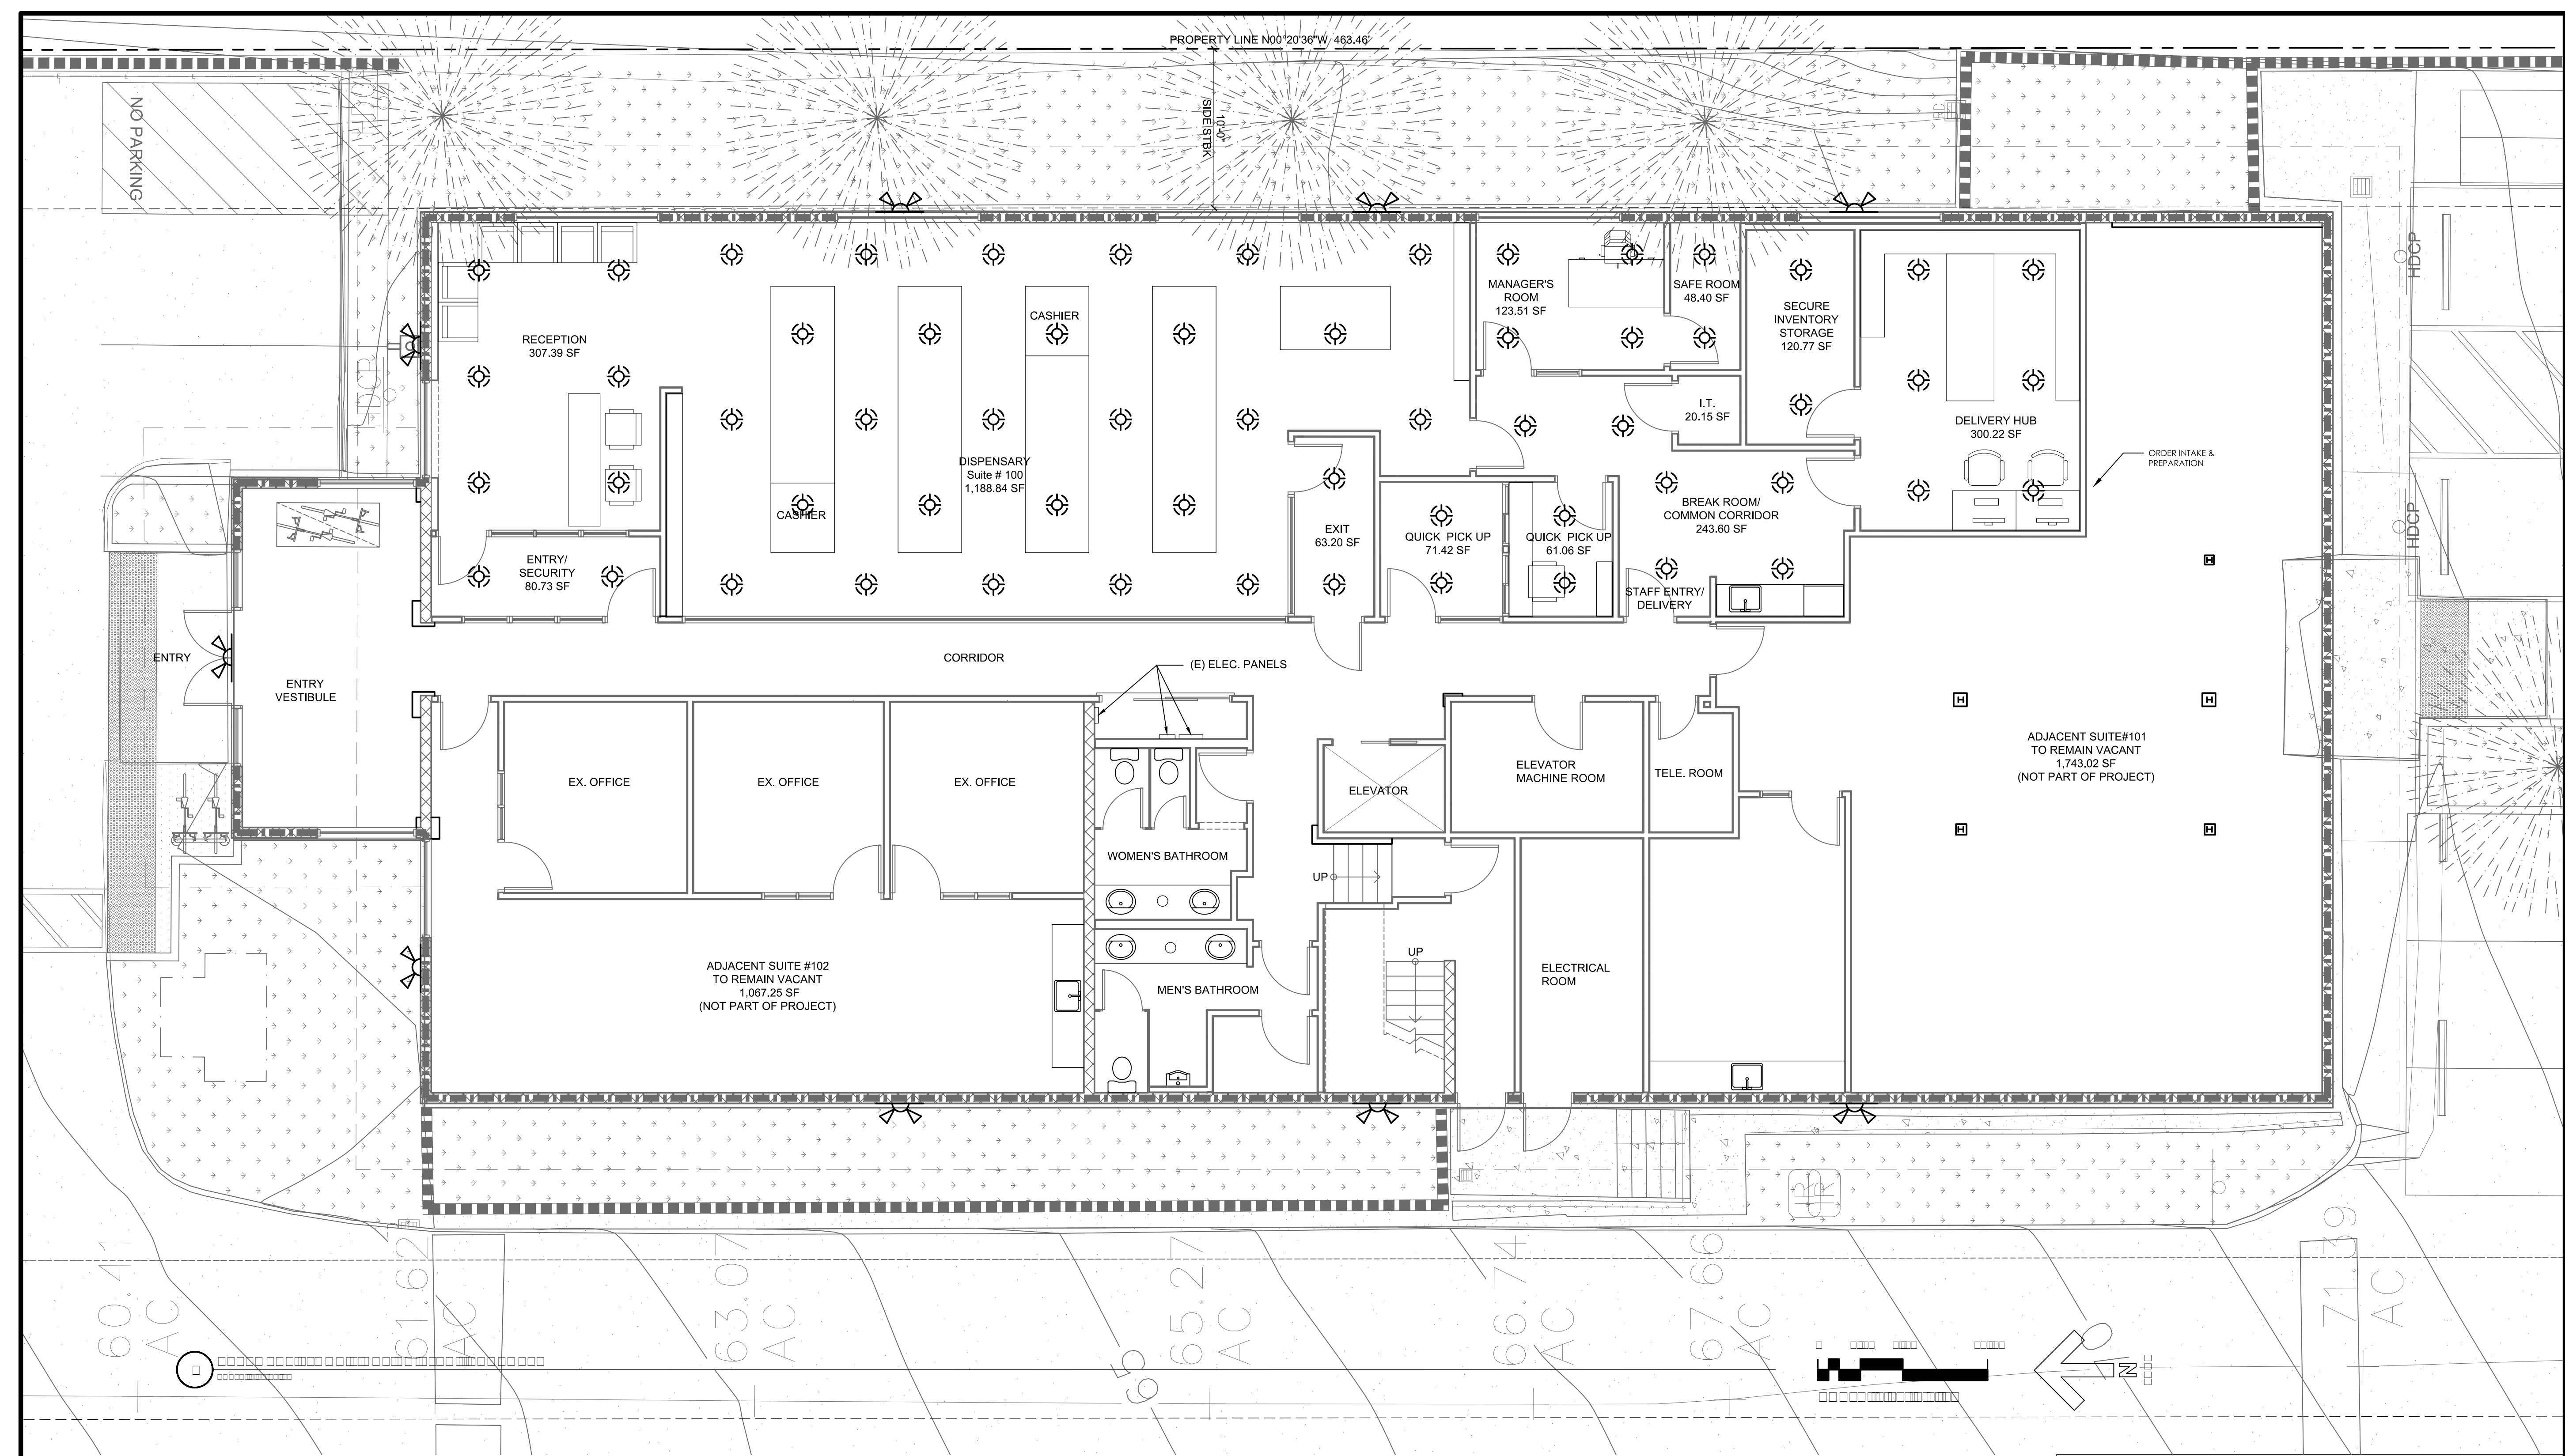 PROPERTY LINE N00°20'36"W 463.46'
10'-0"
SIDE STBK
NO PARKING
HDCP
HDCP
MANAGER'S
ROOM
123.51 SF
SAFE ROOM
48.40 SF
SECURE
INVENTORY
STORAGE
120.77 SF
CASHIER
RECEPTION
307.39 SF
I.T.
20.15 SF
DELIVERY HUB
300.22 SF
ORDER INTAKE &
PREPARATION
DISPENSARY
Suite # 100
1,188.84 SF
CASHIER
EXIT
63.20 SF
QUICK PICK UP
71.42 SF
QUICK PICK UP
61.06 SF
BREAK ROOM/
COMMON CORRIDOR
243.60 SF
ENTRY/
SECURITY
80.73 SF
STAFF ENTRY/
DELIVERY
ENTRY
ENTRY
VESTIBULE
CORRIDOR
(E) ELEC. PANELS
EX. OFFICE
EX. OFFICE
EX. OFFICE
ELEVATOR
ELEVATOR
MACHINE ROOM
TELE. ROOM
ADJACENT SUITE#101
TO REMAIN VACANT
1,743.02 SF
(NOT PART OF PROJECT)
WOMEN'S BATHROOM
UP
UP
ADJACENT SUITE #102
TO REMAIN VACANT
1,067.25 SF
(NOT PART OF PROJECT)
MEN'S BATHROOM
ELECTRICAL
ROOM
60.41
AC
61.62
AC
63.07
AC
65.27
AC
66.74
AC
67.66
AC
71.39
AC
N